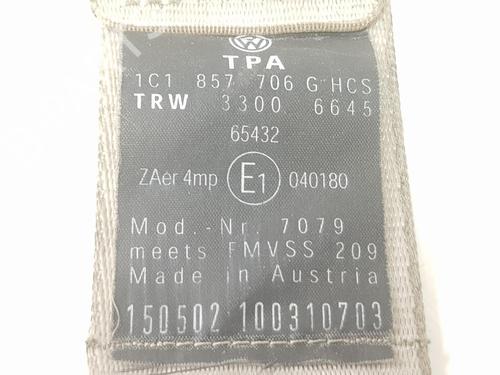 TPA
1C1 857 706 G HCS
TRW 3300 6645
65432
ZAer 4mp E1 040180
Mod.-Nr. 7079
meets FMVSS 209
Made in Austria
150502 100310703